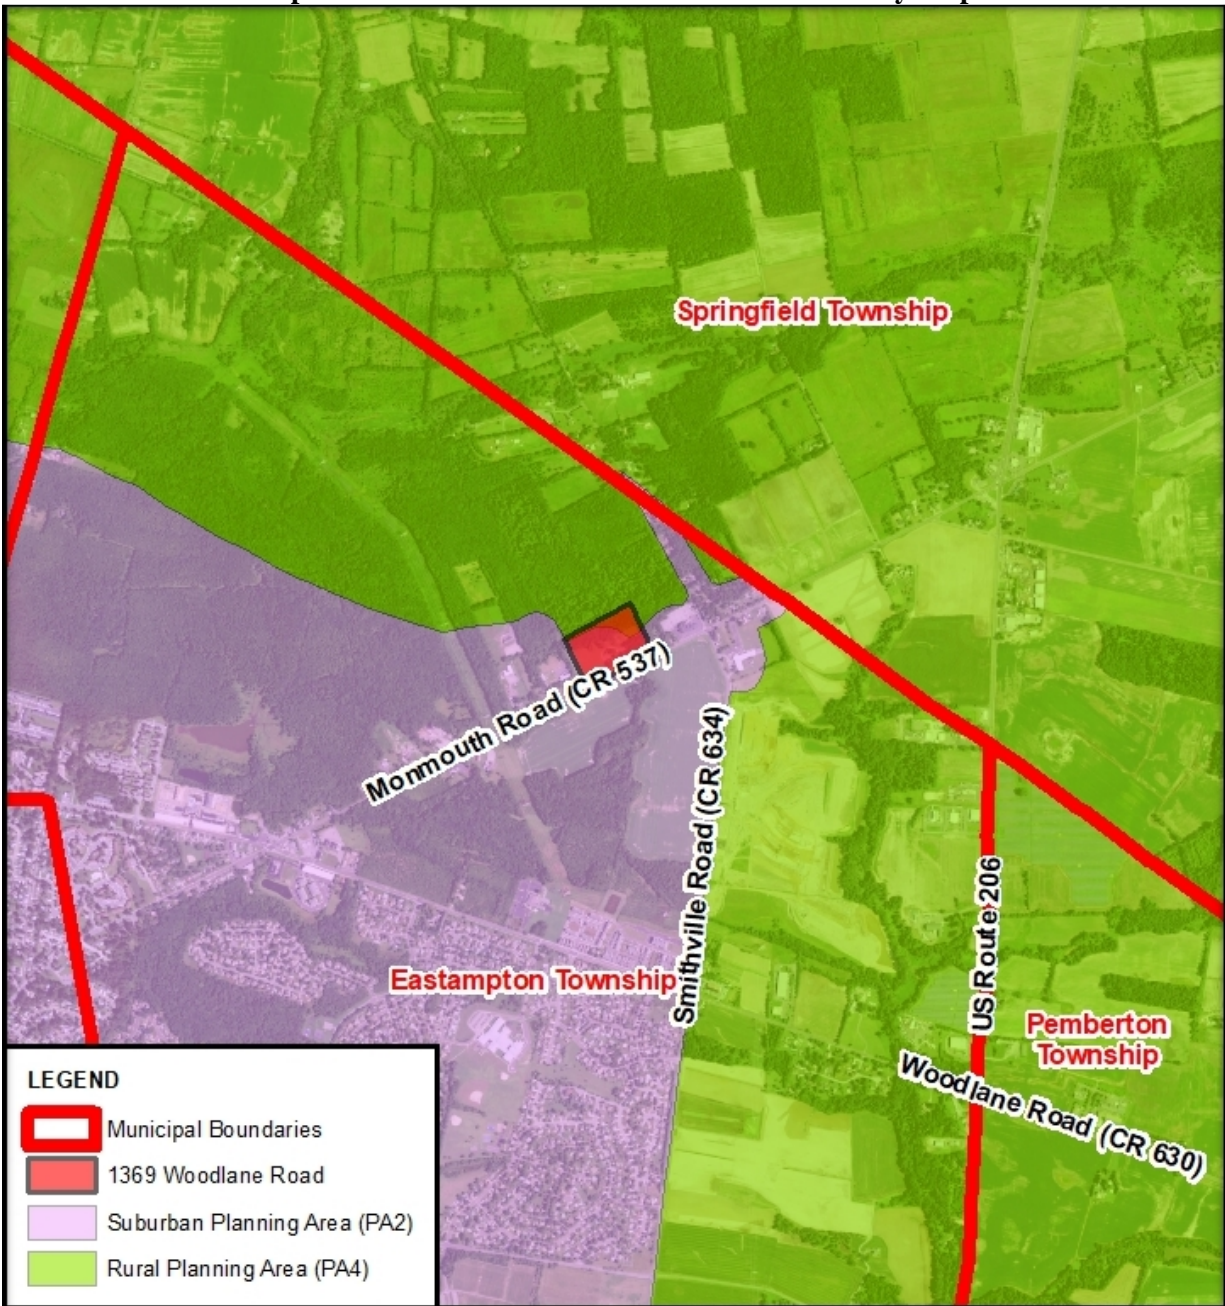 Springfield Township
Monmouth Road (CR 537)
Smithville Road (CR 634)
Eastampton Township
US Route 206
Pemberton
Township
Woodlane Road (CR 630)
LEGEND
Municipal Boundaries
1369 Woodlane Road
Suburban Planning Area (PA2)
Rural Planning Area (PA4)